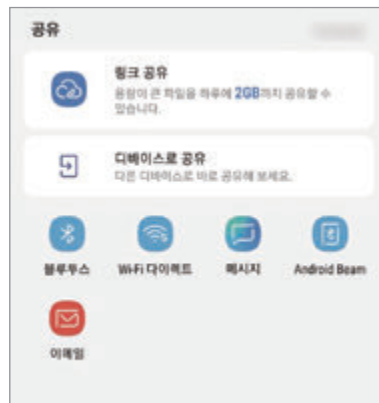 공유
링크 공유
용량이 큰 파일을 하루에 2GB까지 공유할 수
있습니다.
디바이스로 공유
다른 디바이스로 바로 공유해 보세요.
블루투스 Wi-Fi 다이렉트 메시지 Android Beam
이메일